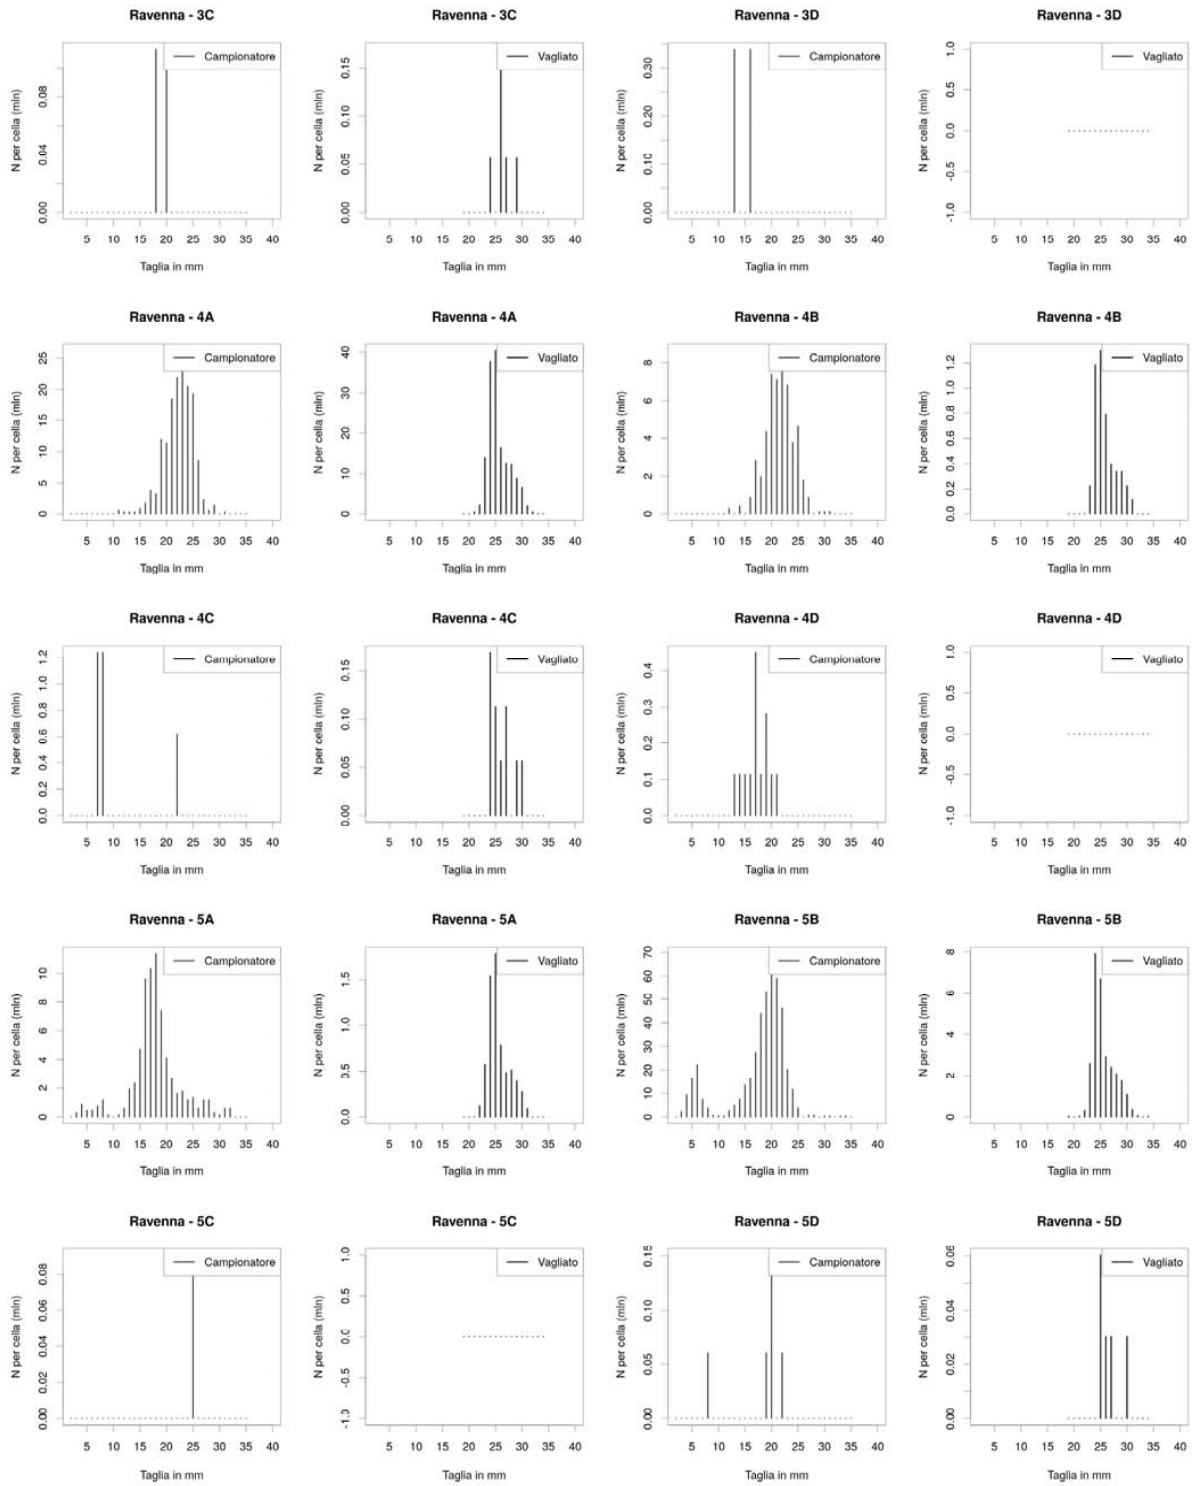 Ravenna - 3C
Campionatore
N per cella (mln)
0.00 0.04 0.08
5 10 15 20 25 30 35 40
Taglia in mm
Ravenna - 3C
Vagliato
N per cella (mln)
0.00 0.05 0.10 0.15
5 10 15 20 25 30 35 40
Taglia in mm
Ravenna - 3D
Campionatore
N per cella (mln)
0.00 0.10 0.20 0.30
5 10 15 20 25 30 35 40
Taglia in mm
Ravenna - 3D
Vagliato
N per cella (mln)
-1.0 -0.5 0.0 0.5 1.0
5 10 15 20 25 30 35 40
Taglia in mm
Ravenna - 4A
Campionatore
N per cella (mln)
0 5 10 15 20 25
5 10 15 20 25 30 35 40
Taglia in mm
Ravenna - 4A
Vagliato
N per cella (mln)
0 10 20 30 40
5 10 15 20 25 30 35 40
Taglia in mm
Ravenna - 4B
Campionatore
N per cella (mln)
0 2 4 6 8
5 10 15 20 25 30 35 40
Taglia in mm
Ravenna - 4B
Vagliato
N per cella (mln)
0.0 0.2 0.4 0.6 0.8 1.0 1.2
5 10 15 20 25 30 35 40
Taglia in mm
Ravenna - 4C
Campionatore
N per cella (mln)
0.0 0.2 0.4 0.6 0.8 1.0 1.2
5 10 15 20 25 30 35 40
Taglia in mm
Ravenna - 4C
Vagliato
N per cella (mln)
0.00 0.05 0.10 0.15
5 10 15 20 25 30 35 40
Taglia in mm
Ravenna - 4D
Campionatore
N per cella (mln)
0.0 0.1 0.2 0.3 0.4
5 10 15 20 25 30 35 40
Taglia in mm
Ravenna - 4D
Vagliato
N per cella (mln)
-1.0 -0.5 0.0 0.5 1.0
5 10 15 20 25 30 35 40
Taglia in mm
Ravenna - 5A
Campionatore
N per cella (mln)
0 2 4 6 8 10
5 10 15 20 25 30 35 40
Taglia in mm
Ravenna - 5A
Vagliato
N per cella (mln)
0.0 0.5 1.0 1.5
5 10 15 20 25 30 35 40
Taglia in mm
Ravenna - 5B
Campionatore
N per cella (mln)
0 10 20 30 40 50 60 70
5 10 15 20 25 30 35 40
Taglia in mm
Ravenna - 5B
Vagliato
N per cella (mln)
0 2 4 6 8
5 10 15 20 25 30 35 40
Taglia in mm
Ravenna - 5C
Campionatore
N per cella (mln)
0.00 0.02 0.04 0.06 0.08
5 10 15 20 25 30 35 40
Taglia in mm
Ravenna - 5C
Vagliato
N per cella (mln)
-1.0 -0.5 0.0 0.5 1.0
5 10 15 20 25 30 35 40
Taglia in mm
Ravenna - 5D
Campionatore
N per cella (mln)
0.00 0.05 0.10 0.15
5 10 15 20 25 30 35 40
Taglia in mm
Ravenna - 5D
Vagliato
N per cella (mln)
0.00 0.02 0.04 0.06
5 10 15 20 25 30 35 40
Taglia in mm